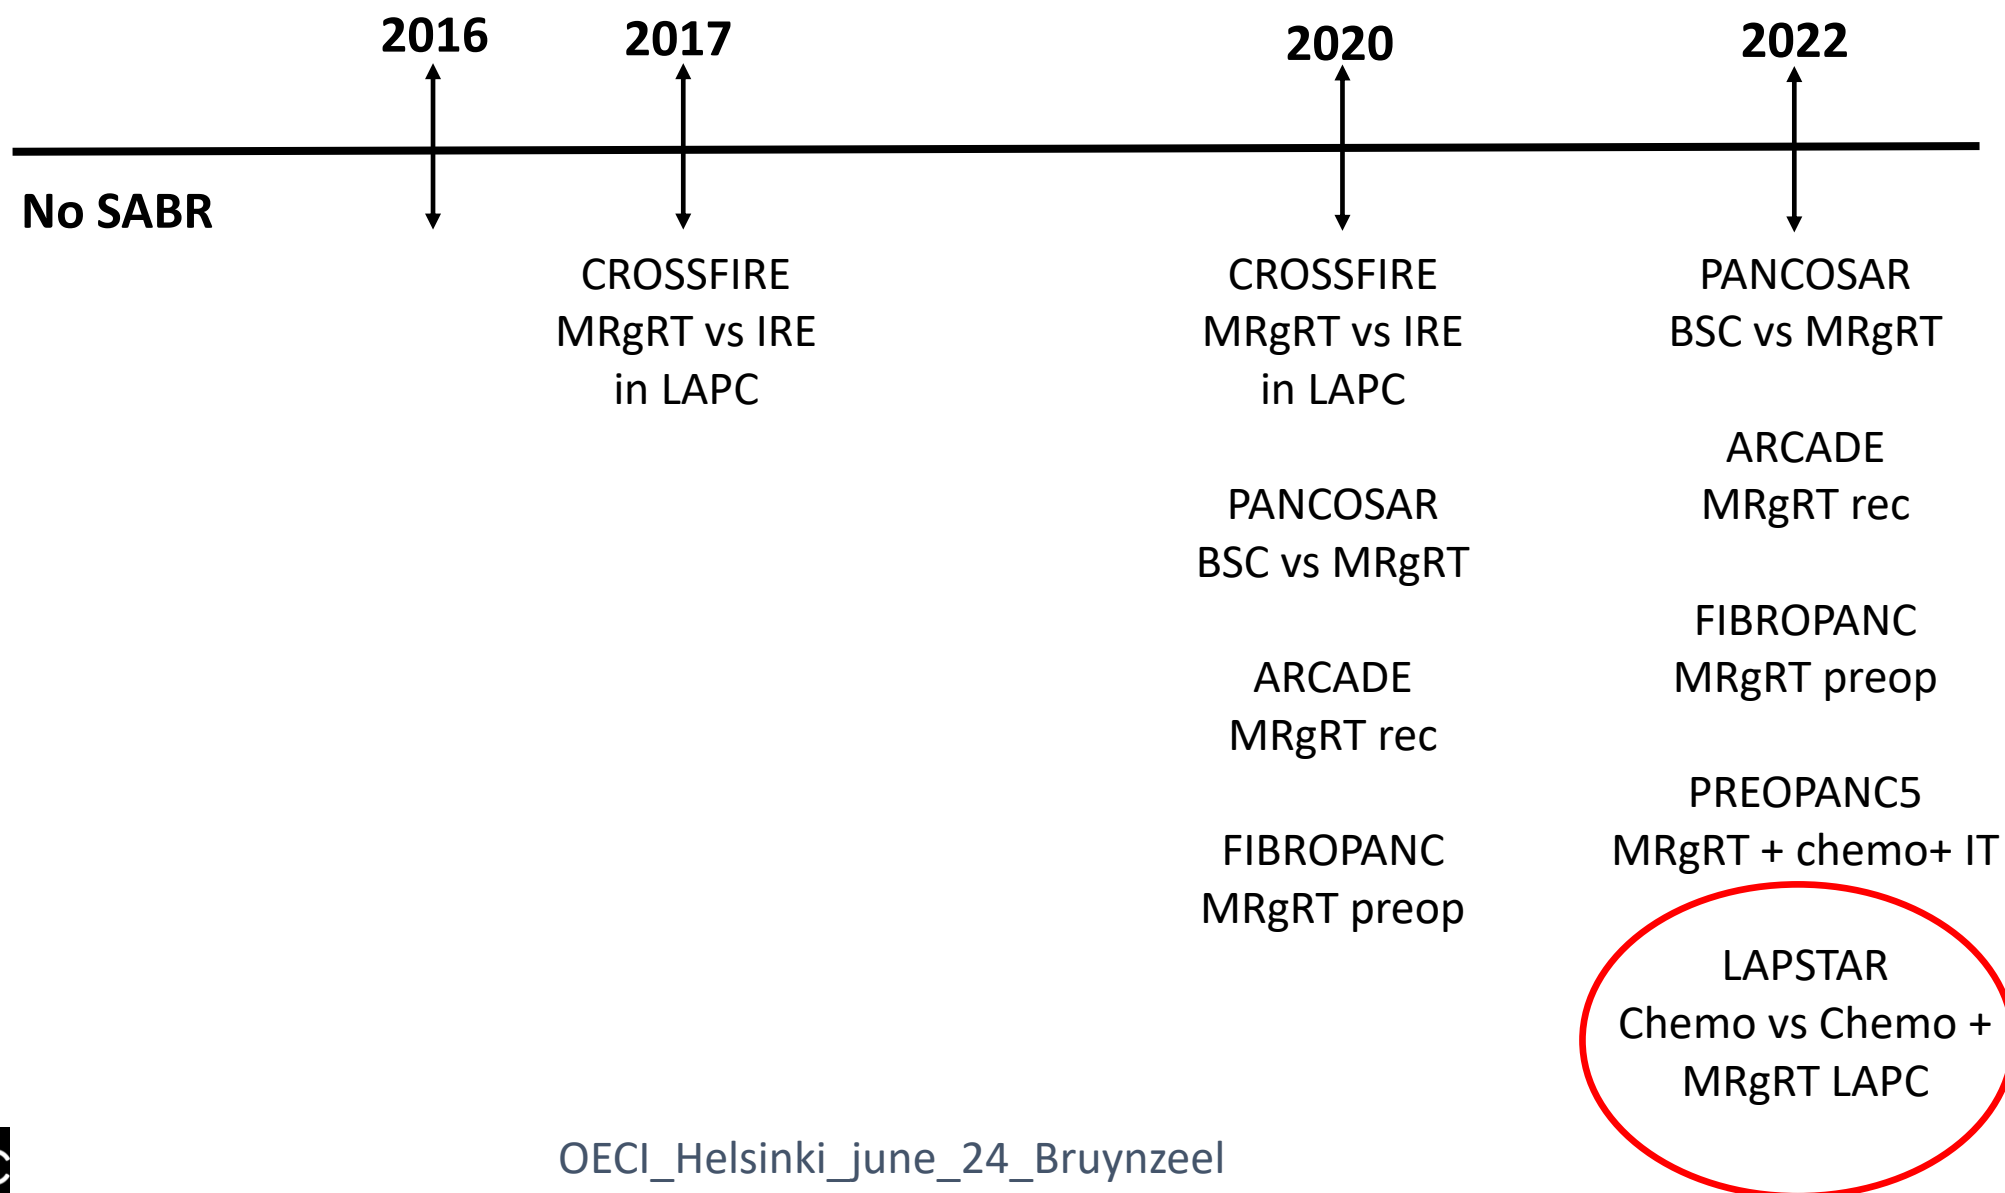 2016
2017
2020
2022
No SABR
CROSSFIRE
MRgRT vs IRE
in LAPC
CROSSFIRE
MRgRT vs IRE
in LAPC
PANCOSAR
BSC vs MRgRT
ARCADE
MRgRT rec
FIBROPANC
MRgRT preop
PANCOSAR
BSC vs MRgRT
ARCADE
MRgRT rec
FIBROPANC
MRgRT preop
PREOPANC5
MRgRT + chemo+ IT
LAPSTAR
Chemo vs Chemo +
MRgRT LAPC
OECI_Helsinki_june_24_Bruynzeel